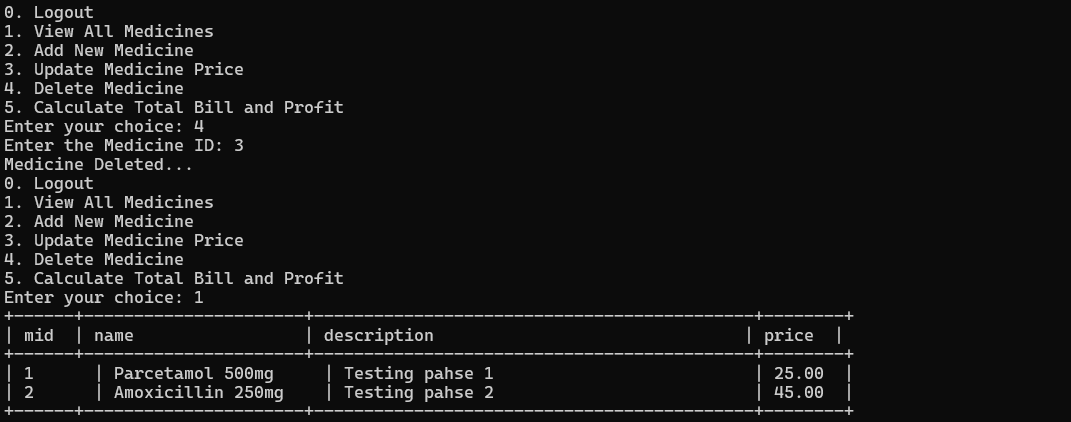 0. Logout
1. View All Medicines
2. Add New Medicine
3. Update Medicine Price
4. Delete Medicine
5. Calculate Total Bill and Profit
Enter your choice: 4
Enter the Medicine ID: 3
Medicine Deleted...
0. Logout
1. View All Medicines
2. Add New Medicine
3. Update Medicine Price
4. Delete Medicine
5. Calculate Total Bill and Profit
Enter your choice: 1
+------+----------------------+--------------------------------------------+--------+
| mid  | name                 | description                               | price  |
+------+----------------------+--------------------------------------------+--------+
| 1      | Parcetamol 500mg     | Testing pahse 1                          | 25.00  |
| 2      | Amoxicillin 250mg    | Testing pahse 2                          | 45.00  |
+------+----------------------+--------------------------------------------+--------+